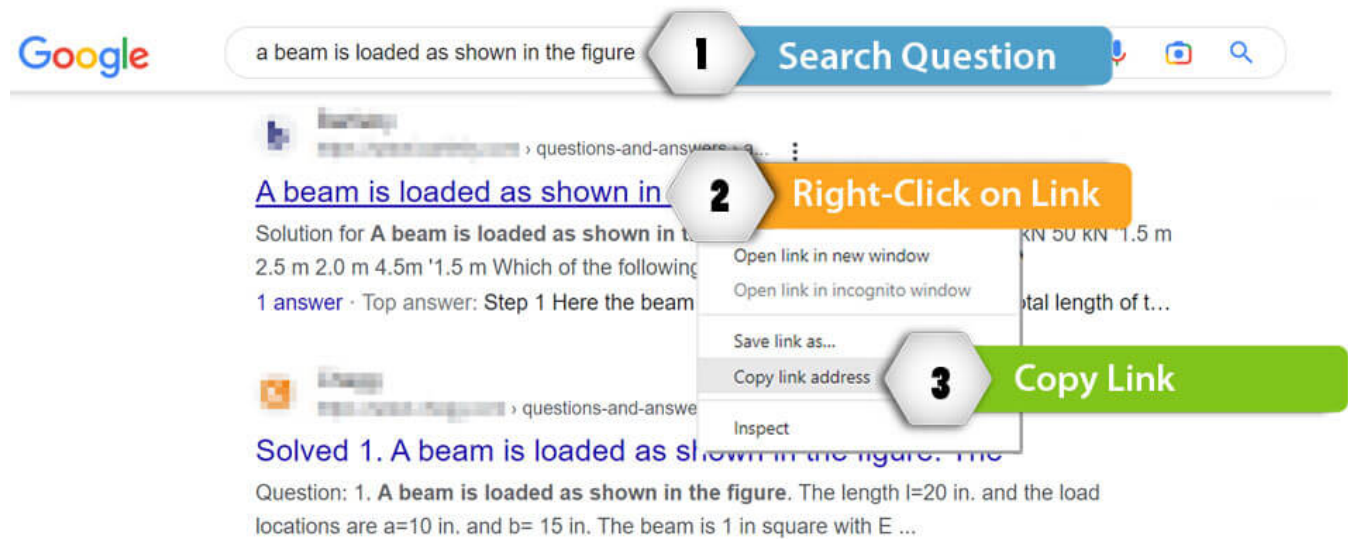 Google
a beam is loaded as shown in the figure
1 Search Question
› questions-and-answers › a...
A beam is loaded as shown in
2 Right-Click on Link
Solution for A beam is loaded as shown in t
kN 50 kN '1.5 m
2.5 m 2.0 m 4.5m '1.5 m Which of the following
1 answer · Top answer: Step 1 Here the beam
tal length of t...
Open link in new window
Open link in incognito window
Save link as...
Copy link address
3 Copy Link
Inspect
› questions-and-answe
Solved 1. A beam is loaded as shown in the figure. The
Question: 1. A beam is loaded as shown in the figure. The length l=20 in. and the load
locations are a=10 in. and b= 15 in. The beam is 1 in square with E ...